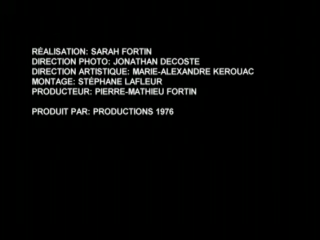 RÉALISATION: SARAH FORTIN
DIRECTION PHOTO: JONATHAN DECOSTE
DIRECTION ARTISTIQUE: MARIE-ALEXANDRE KEROUAC
MONTAGE: STÉPHANE LAFLEUR
PRODUCTEUR: PIERRE-MATHIEU FORTIN
PRODUIT PAR: PRODUCTIONS 1976